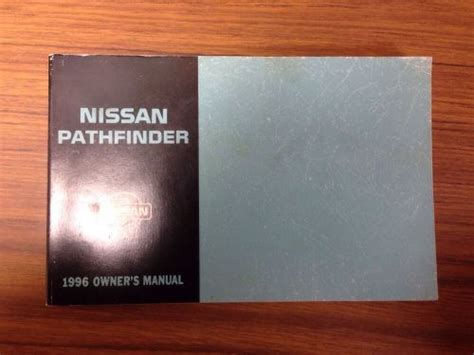 NISSAN
PATHFINDER
1996 OWNER'S MANUAL